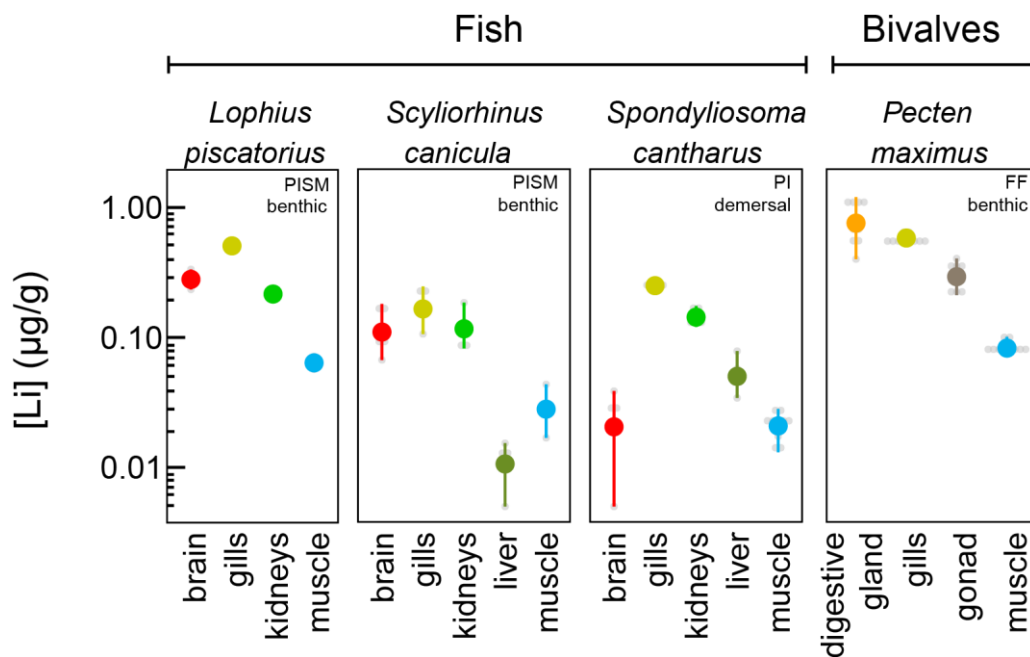 Fish
Bivalves
Lophius
piscatorius
Scyliorhinus
canicula
Spondyliosoma
cantharus
Pecten
maximus
PISM
benthic
PISM
benthic
PI
demersal
FF
benthic
[Li] (µg/g)
1.00
0.10
0.01
brain
gills
kidneys
muscle
brain
gills
kidneys
liver
muscle
brain
gills
kidneys
liver
muscle
digestive
gland
gills
gonad
muscle